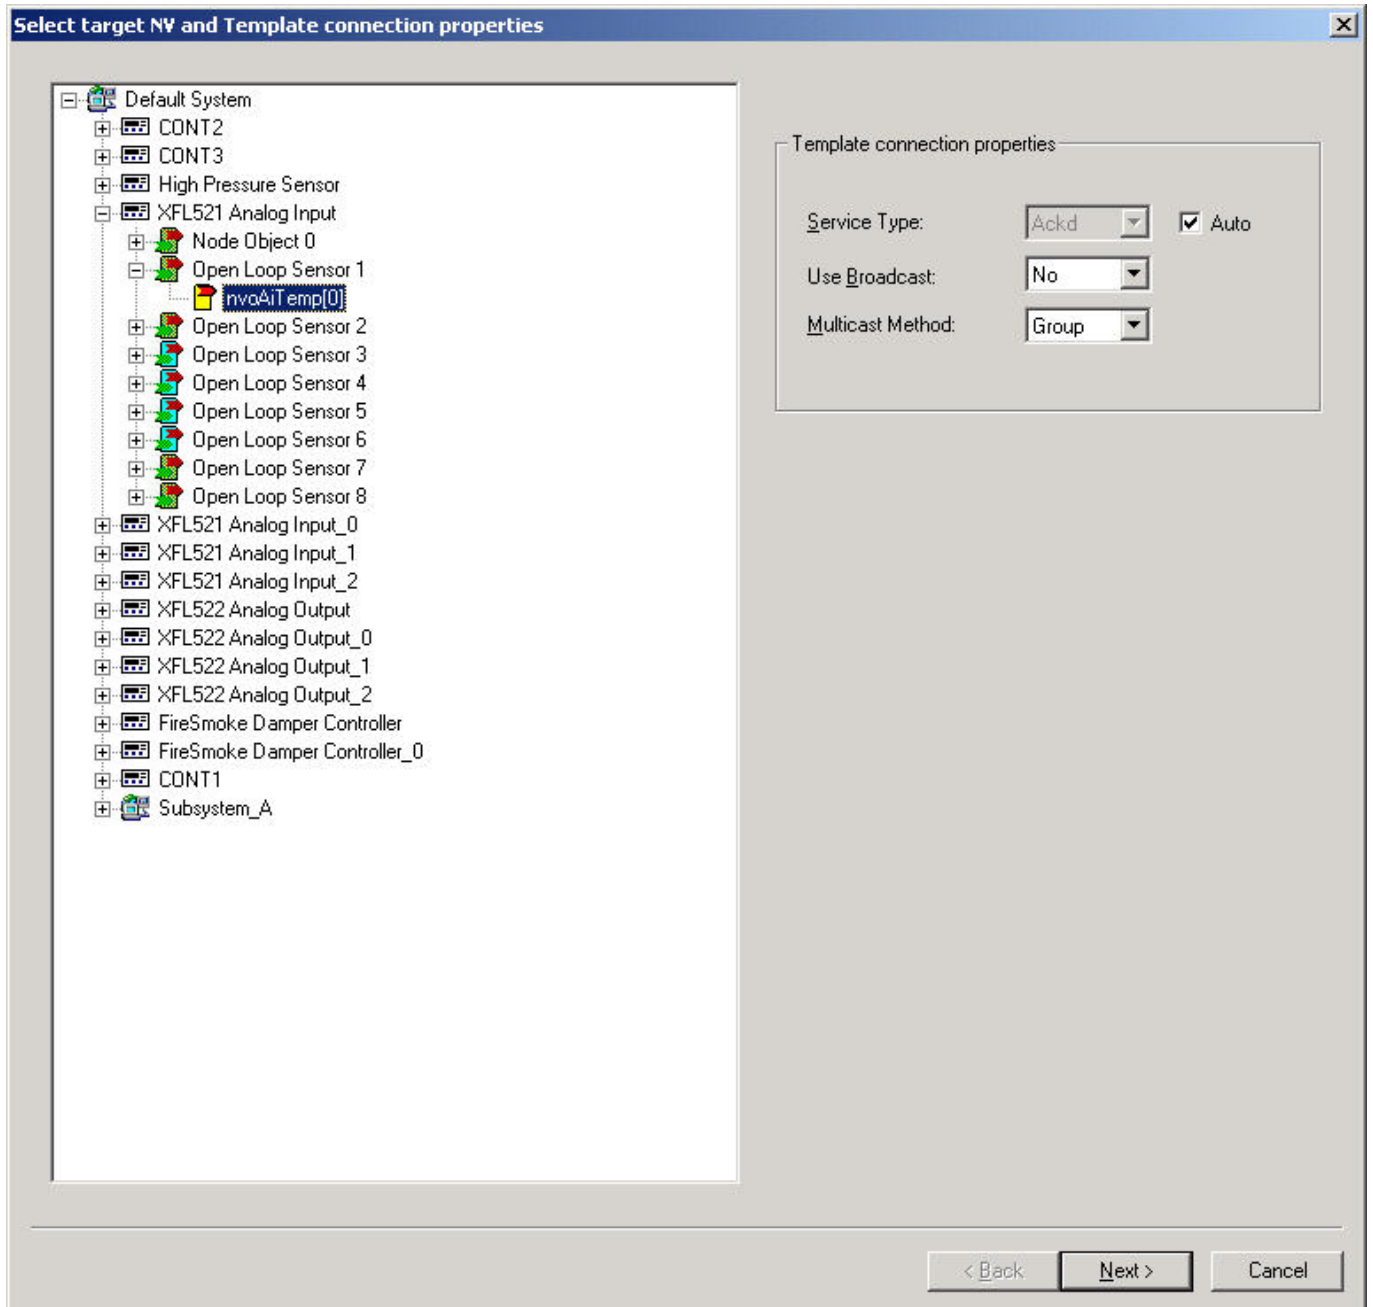 Select target NV and Template connection properties
Default System
CONT2
CONT3
High Pressure Sensor
XFL521 Analog Input
Node Object 0
Open Loop Sensor 1
nvoAiTemp[0]
Open Loop Sensor 2
Open Loop Sensor 3
Open Loop Sensor 4
Open Loop Sensor 5
Open Loop Sensor 6
Open Loop Sensor 7
Open Loop Sensor 8
XFL521 Analog Input_0
XFL521 Analog Input_1
XFL521 Analog Input_2
XFL522 Analog Output
XFL522 Analog Output_0
XFL522 Analog Output_1
XFL522 Analog Output_2
FireSmoke Damper Controller
FireSmoke Damper Controller_0
CONT1
Subsystem_A
Template connection properties
Service Type: Ackd Auto
Use Broadcast: No
Multicast Method: Group
< Back Next > Cancel